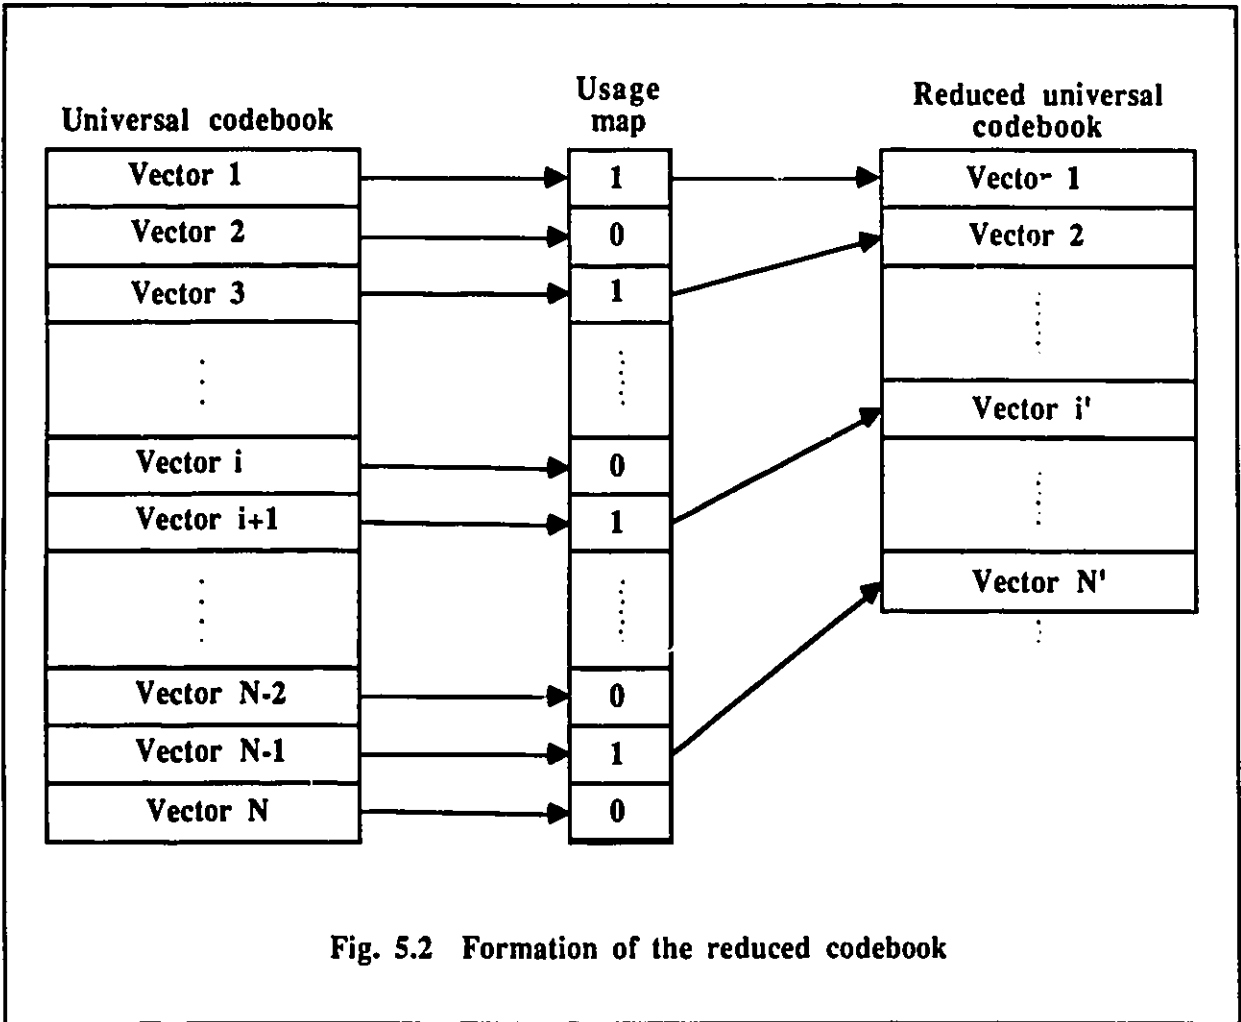 Universal codebook
Usage
map
Reduced universal
codebook
Vector 1
1
Vector 1
Vector 2
0
Vector 2
Vector 3
1
Vector i'
Vector i
0
Vector i+1
1
Vector N'
Vector N-2
0
Vector N-1
1
Vector N
0
Fig. 5.2 Formation of the reduced codebook